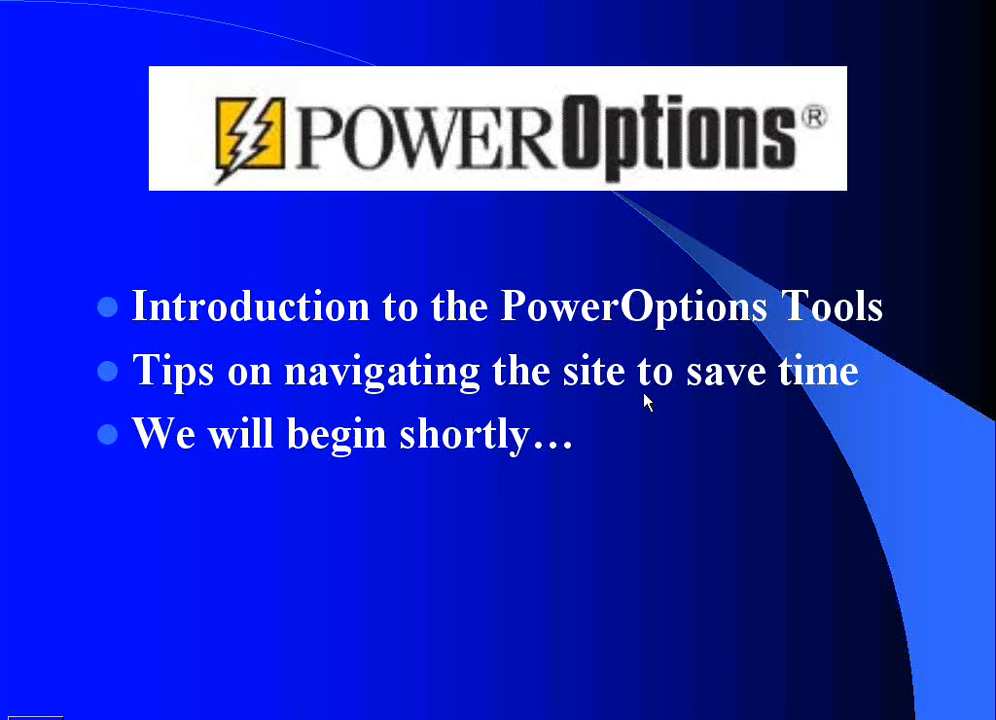 POWEROptions®
Introduction to the PowerOptions Tools
Tips on navigating the site to save time
We will begin shortly…